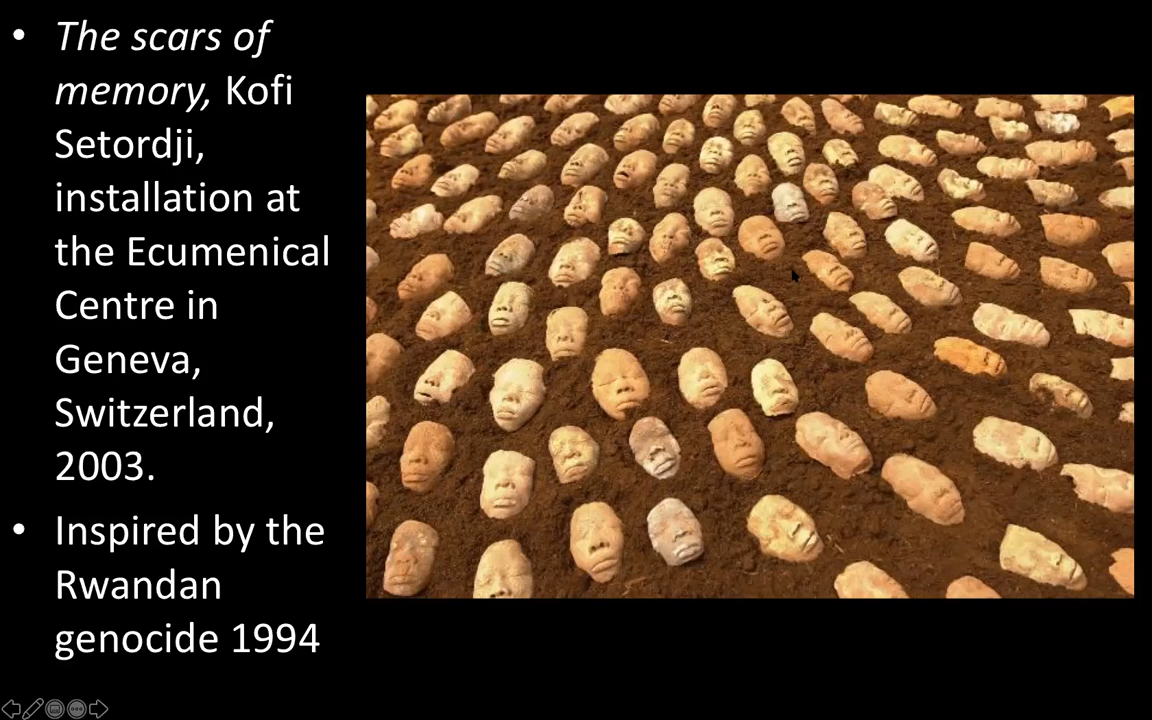 • The scars of
memory, Kofi
Setordji,
installation at
the Ecumenical
Centre in
Geneva,
Switzerland,
2003.
• Inspired by the
Rwandan
genocide 1994